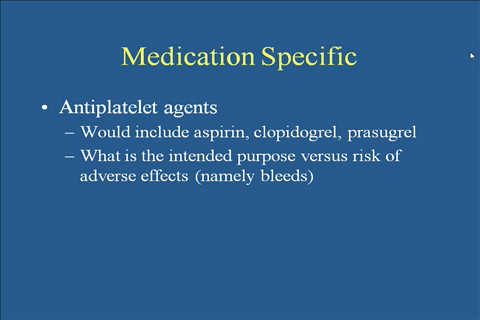 Medication Specific
• Antiplatelet agents
– Would include aspirin, clopidogrel, prasugrel
– What is the intended purpose versus risk of
adverse effects (namely bleeds)